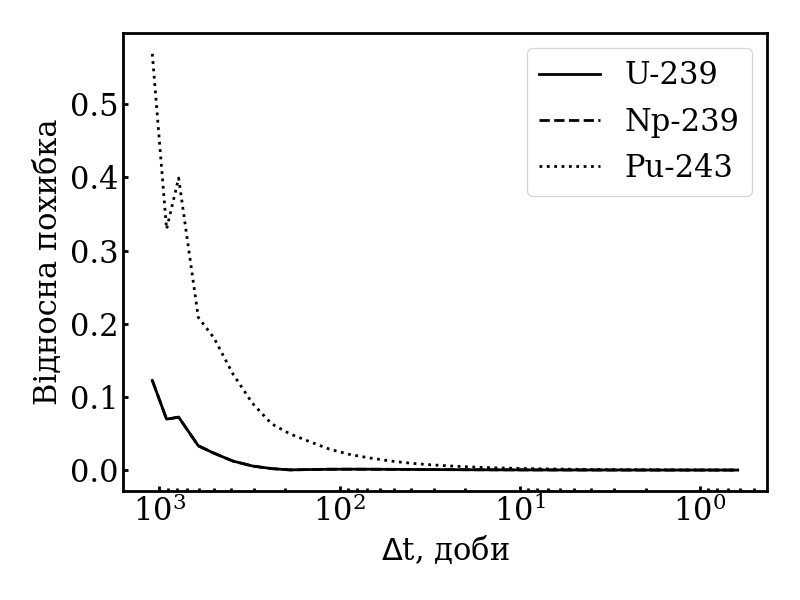 U-239
Np-239
Pu-243
Відносна похибка
0.5
0.4
0.3
0.2
0.1
0.0
10³ 10² 10¹ 10⁰
Δt, доби